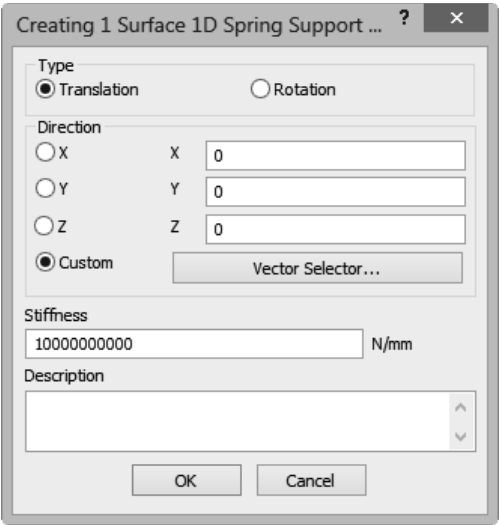 Creating 1 Surface 1D Spring Support ... ? ×
Type
Translation Rotation
Direction
X X 0
Y Y 0
Z Z 0
Custom Vector Selector...
Stiffness
10000000000 N/mm
Description
OK Cancel